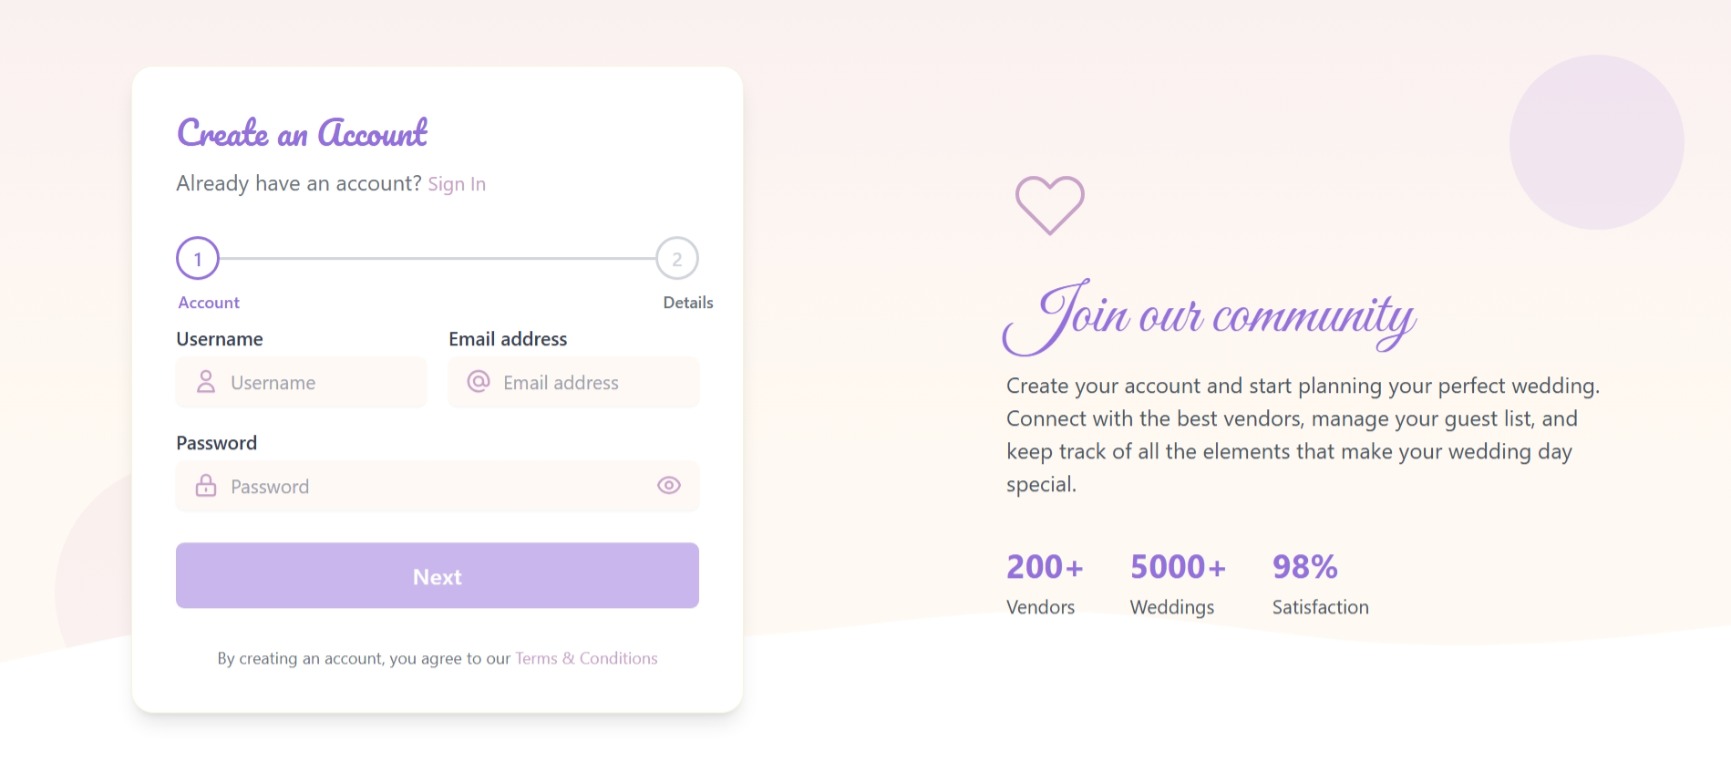 Create an Account
Already have an account? Sign In
1
2
Account
Details
Username
Email address
Username
Email address
Password
Password
Next
By creating an account, you agree to our Terms & Conditions
Join our community
Create your account and start planning your perfect wedding.
Connect with the best vendors, manage your guest list, and
keep track of all the elements that make your wedding day
special.
200+
5000+
98%
Vendors
Weddings
Satisfaction